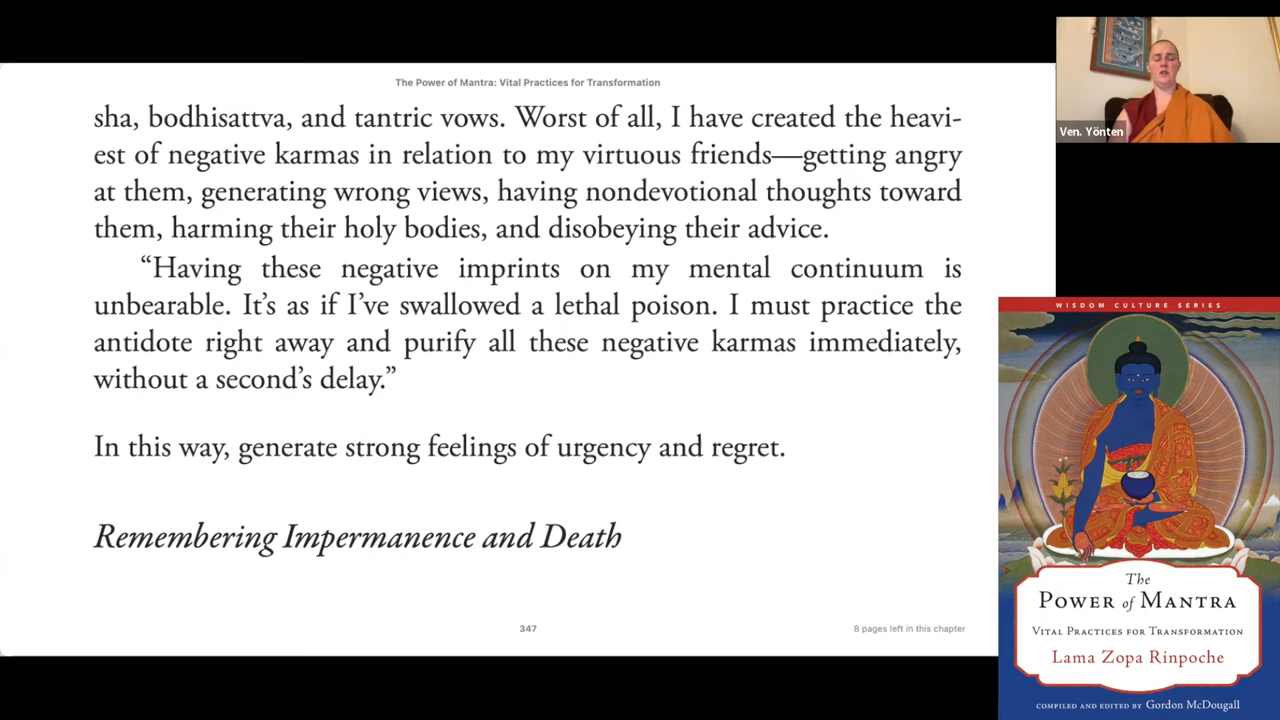 The Power of Mantra: Vital Practices for Transformation
sha, bodhisattva, and tantric vows. Worst of all, I have created the heavi-
est of negative karmas in relation to my virtuous friends—getting angry
at them, generating wrong views, having nondevotional thoughts toward
them, harming their holy bodies, and disobeying their advice.
“Having these negative imprints on my mental continuum is
unbearable. It’s as if I’ve swallowed a lethal poison. I must practice the
antidote right away and purify all these negative karmas immediately,
without a second’s delay.”
In this way, generate strong feelings of urgency and regret.
Remembering Impermanence and Death
347
8 pages left in this chapter
Ven. Yönten
WISDOM CULTURE SERIES
The
POWER of MANTRA
VITAL PRACTICES FOR TRANSFORMATION
Lama Zopa Rinpoche
COMPILED AND EDITED BY Gordon McDougall